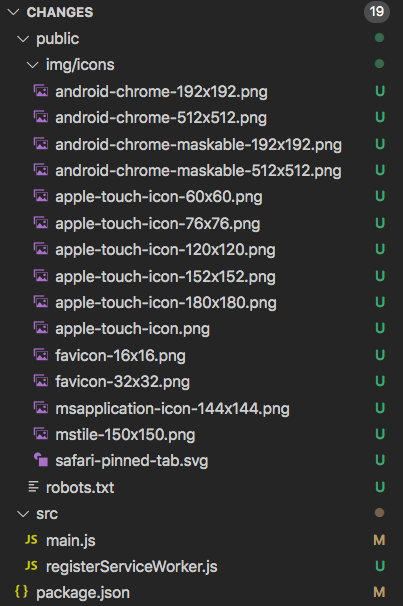 CHANGES 19
public
img/icons
android-chrome-192x192.png U
android-chrome-512x512.png U
android-chrome-maskable-192x192.png U
android-chrome-maskable-512x512.png U
apple-touch-icon-60x60.png U
apple-touch-icon-76x76.png U
apple-touch-icon-120x120.png U
apple-touch-icon-152x152.png U
apple-touch-icon-180x180.png U
apple-touch-icon.png U
favicon-16x16.png U
favicon-32x32.png U
msapplication-icon-144x144.png U
mstile-150x150.png U
safari-pinned-tab.svg U
robots.txt U
src
JS main.js M
JS registerServiceWorker.js U
{} package.json M